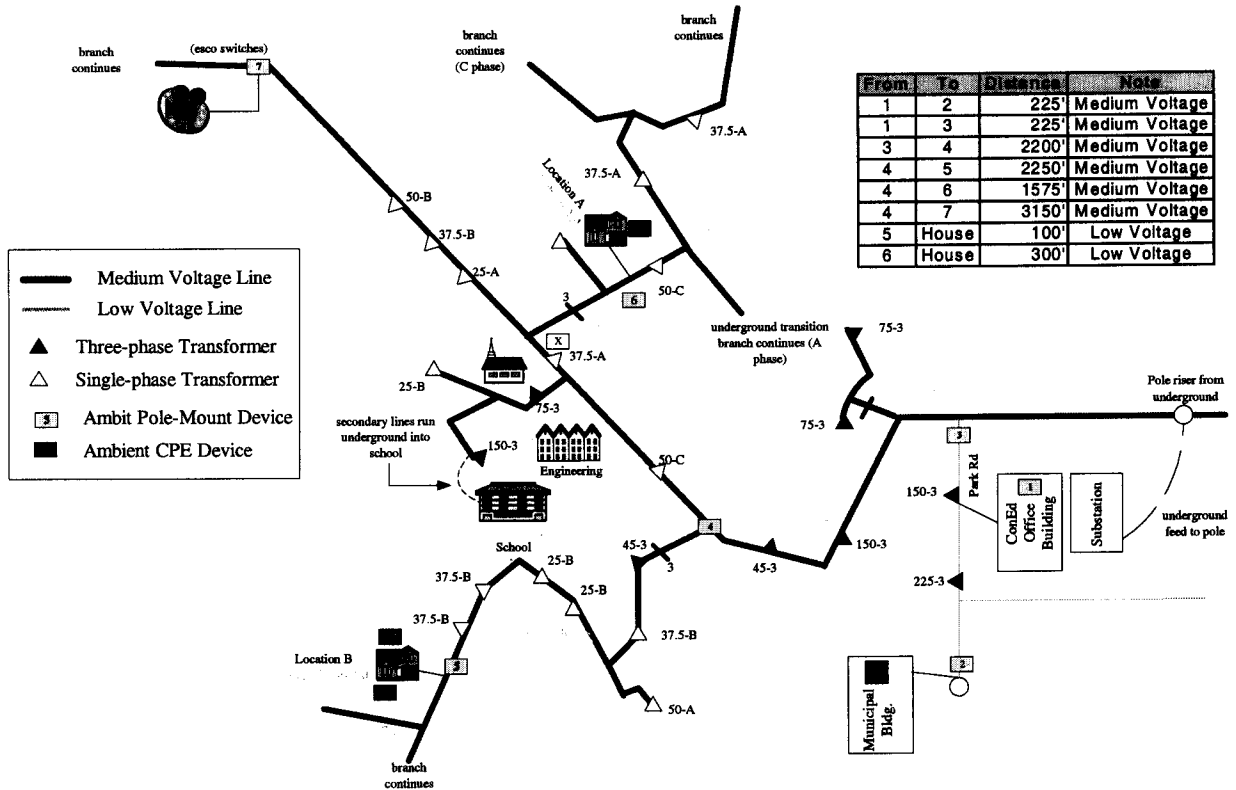 branch
continues
(esco switches)
7
branch
continues
(C phase)
branch
continues
37.5-A
37.5-A
Location A
50-B
37.5-B
25-A
3
6
50-C
X
37.5-A
underground transition
branch continues (A
phase)
From To Distance Note
1 2 225' Medium Voltage
1 3 225' Medium Voltage
3 4 2200' Medium Voltage
4 5 2250' Medium Voltage
4 6 1575' Medium Voltage
4 7 3150' Medium Voltage
5 House 100' Low Voltage
6 House 300' Low Voltage
Medium Voltage Line
Low Voltage Line
Three-phase Transformer
Single-phase Transformer
5 Ambit Pole-Mount Device
Ambient CPE Device
25-B
75-3
secondary lines run
underground into
school
150-3
Engineering
50-C
75-3
75-3
Pole riser from
underground
3
Park Rd
150-3
1
ConEd
Office
Building
Substation
underground
feed to pole
225-3
2
Municipal
Bldg.
4
45-3
3
45-3
150-3
School
25-B
25-B
37.5-B
37.5-B
37.5-B
Location B
5
50-A
branch
continues